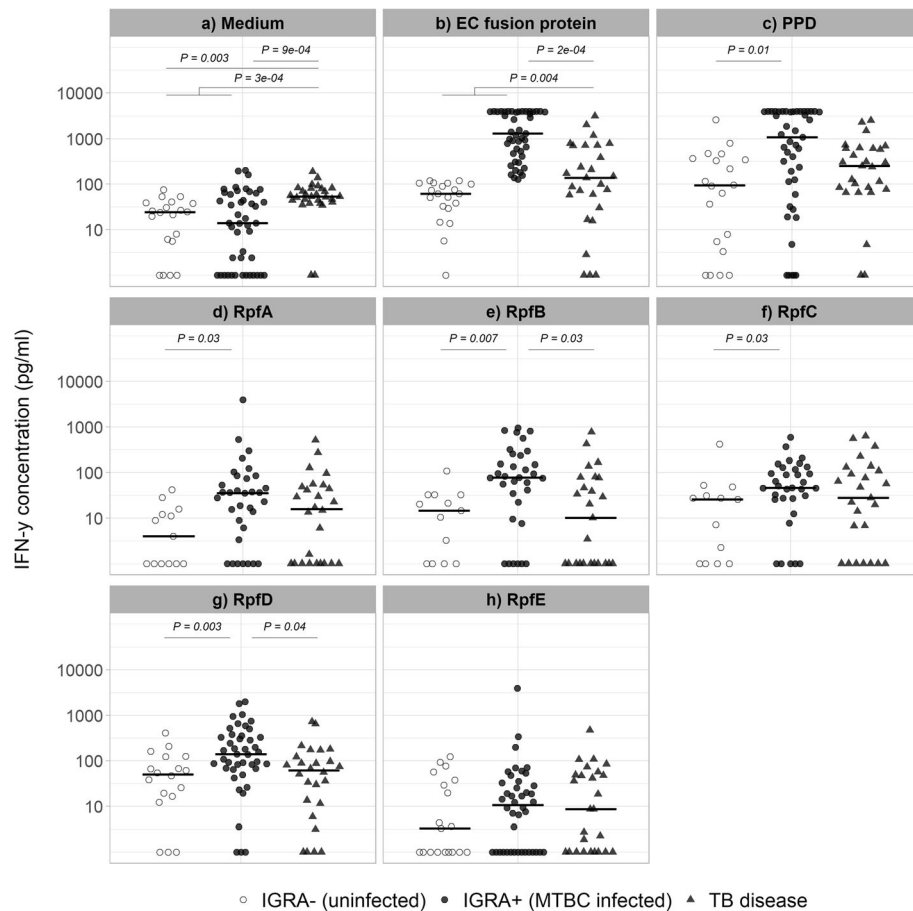 a) Medium
b) EC fusion protein
c) PPD
P = 9e-04
P = 0.003
P = 3e-04
P = 2e-04
P = 0.004
P = 0.01
10000
1000
100
10
d) RpfA
e) RpfB
f) RpfC
P = 0.03
P = 0.007
P = 0.03
P = 0.03
10000
1000
100
10
IFN-y concentration (pg/ml)
g) RpfD
h) RpfE
P = 0.003
P = 0.04
10000
1000
100
10
IGRA- (uninfected)
IGRA+ (MTBC infected)
TB disease